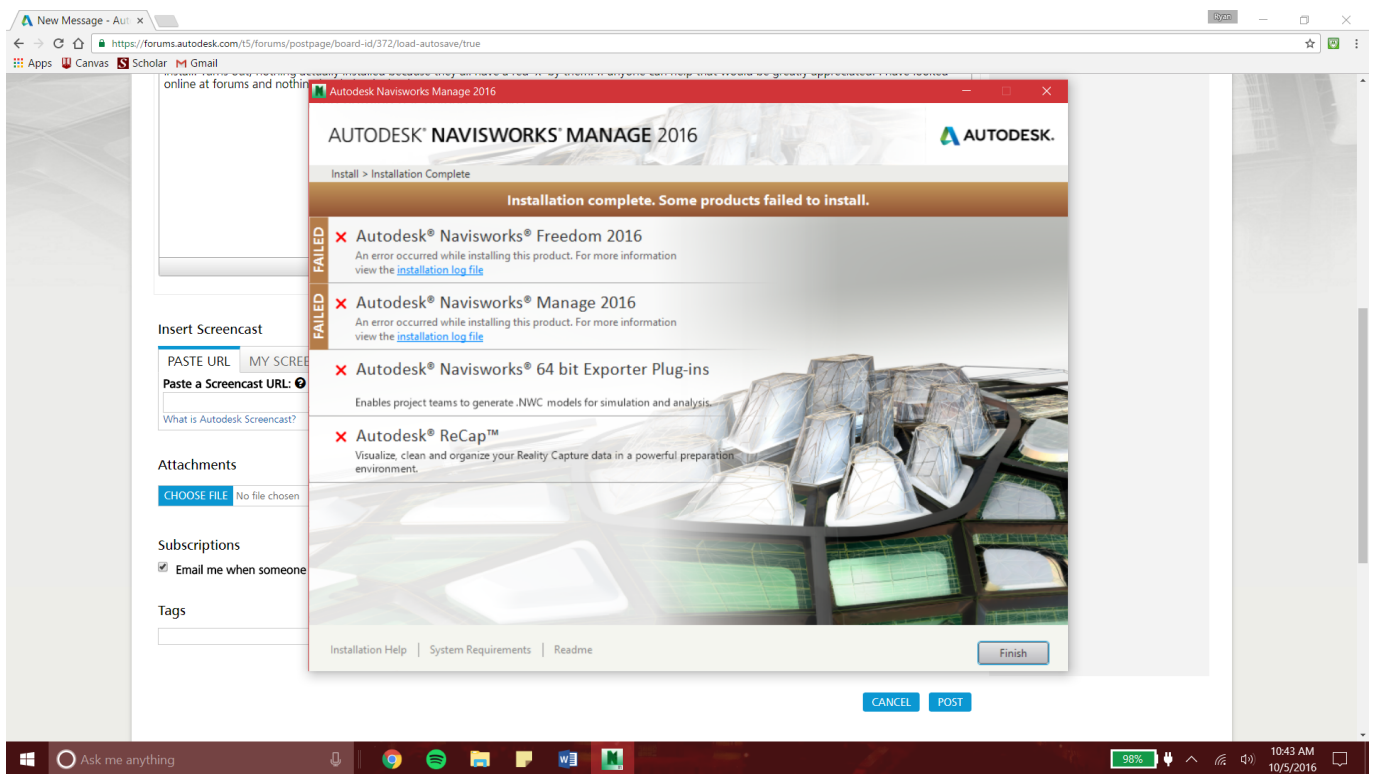 New Message - Aut
Ryan
https://forums.autodesk.com/t5/forums/postpage/board-id/372/load-autosave/true
Apps Canvas Scholar Gmail
online at forums and nothin
Autodesk Navisworks Manage 2016
AUTODESK® NAVISWORKS® MANAGE 2016
AUTODESK.
Install > Installation Complete
Installation complete. Some products failed to install.
FAILED
Autodesk® Navisworks® Freedom 2016
An error occurred while installing this product. For more information
view the installation log file
FAILED
Autodesk® Navisworks® Manage 2016
An error occurred while installing this product. For more information
view the installation log file
Autodesk® Navisworks® 64 bit Exporter Plug-ins
Enables project teams to generate .NWC models for simulation and analysis.
Autodesk® ReCap™
Visualize, clean and organize your Reality Capture data in a powerful preparation
environment.
Installation Help | System Requirements | Readme
Finish
Insert Screencast
PASTE URL MY SCREE
Paste a Screencast URL:
What is Autodesk Screencast?
Attachments
CHOOSE FILE No file chosen
Subscriptions
Email me when someone
Tags
CANCEL POST
Ask me anything
98%
10:43 AM
10/5/2016